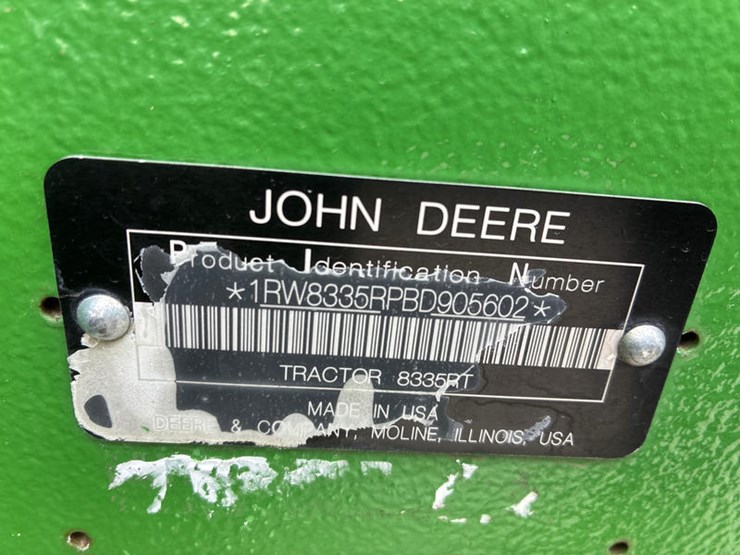 JOHN DEERE
Product Identification Number
*1RW8335RPBD905602*
TRACTOR 8335RT
MADE IN USA
DEERE & COMPANY, MOLINE, ILLINOIS, USA